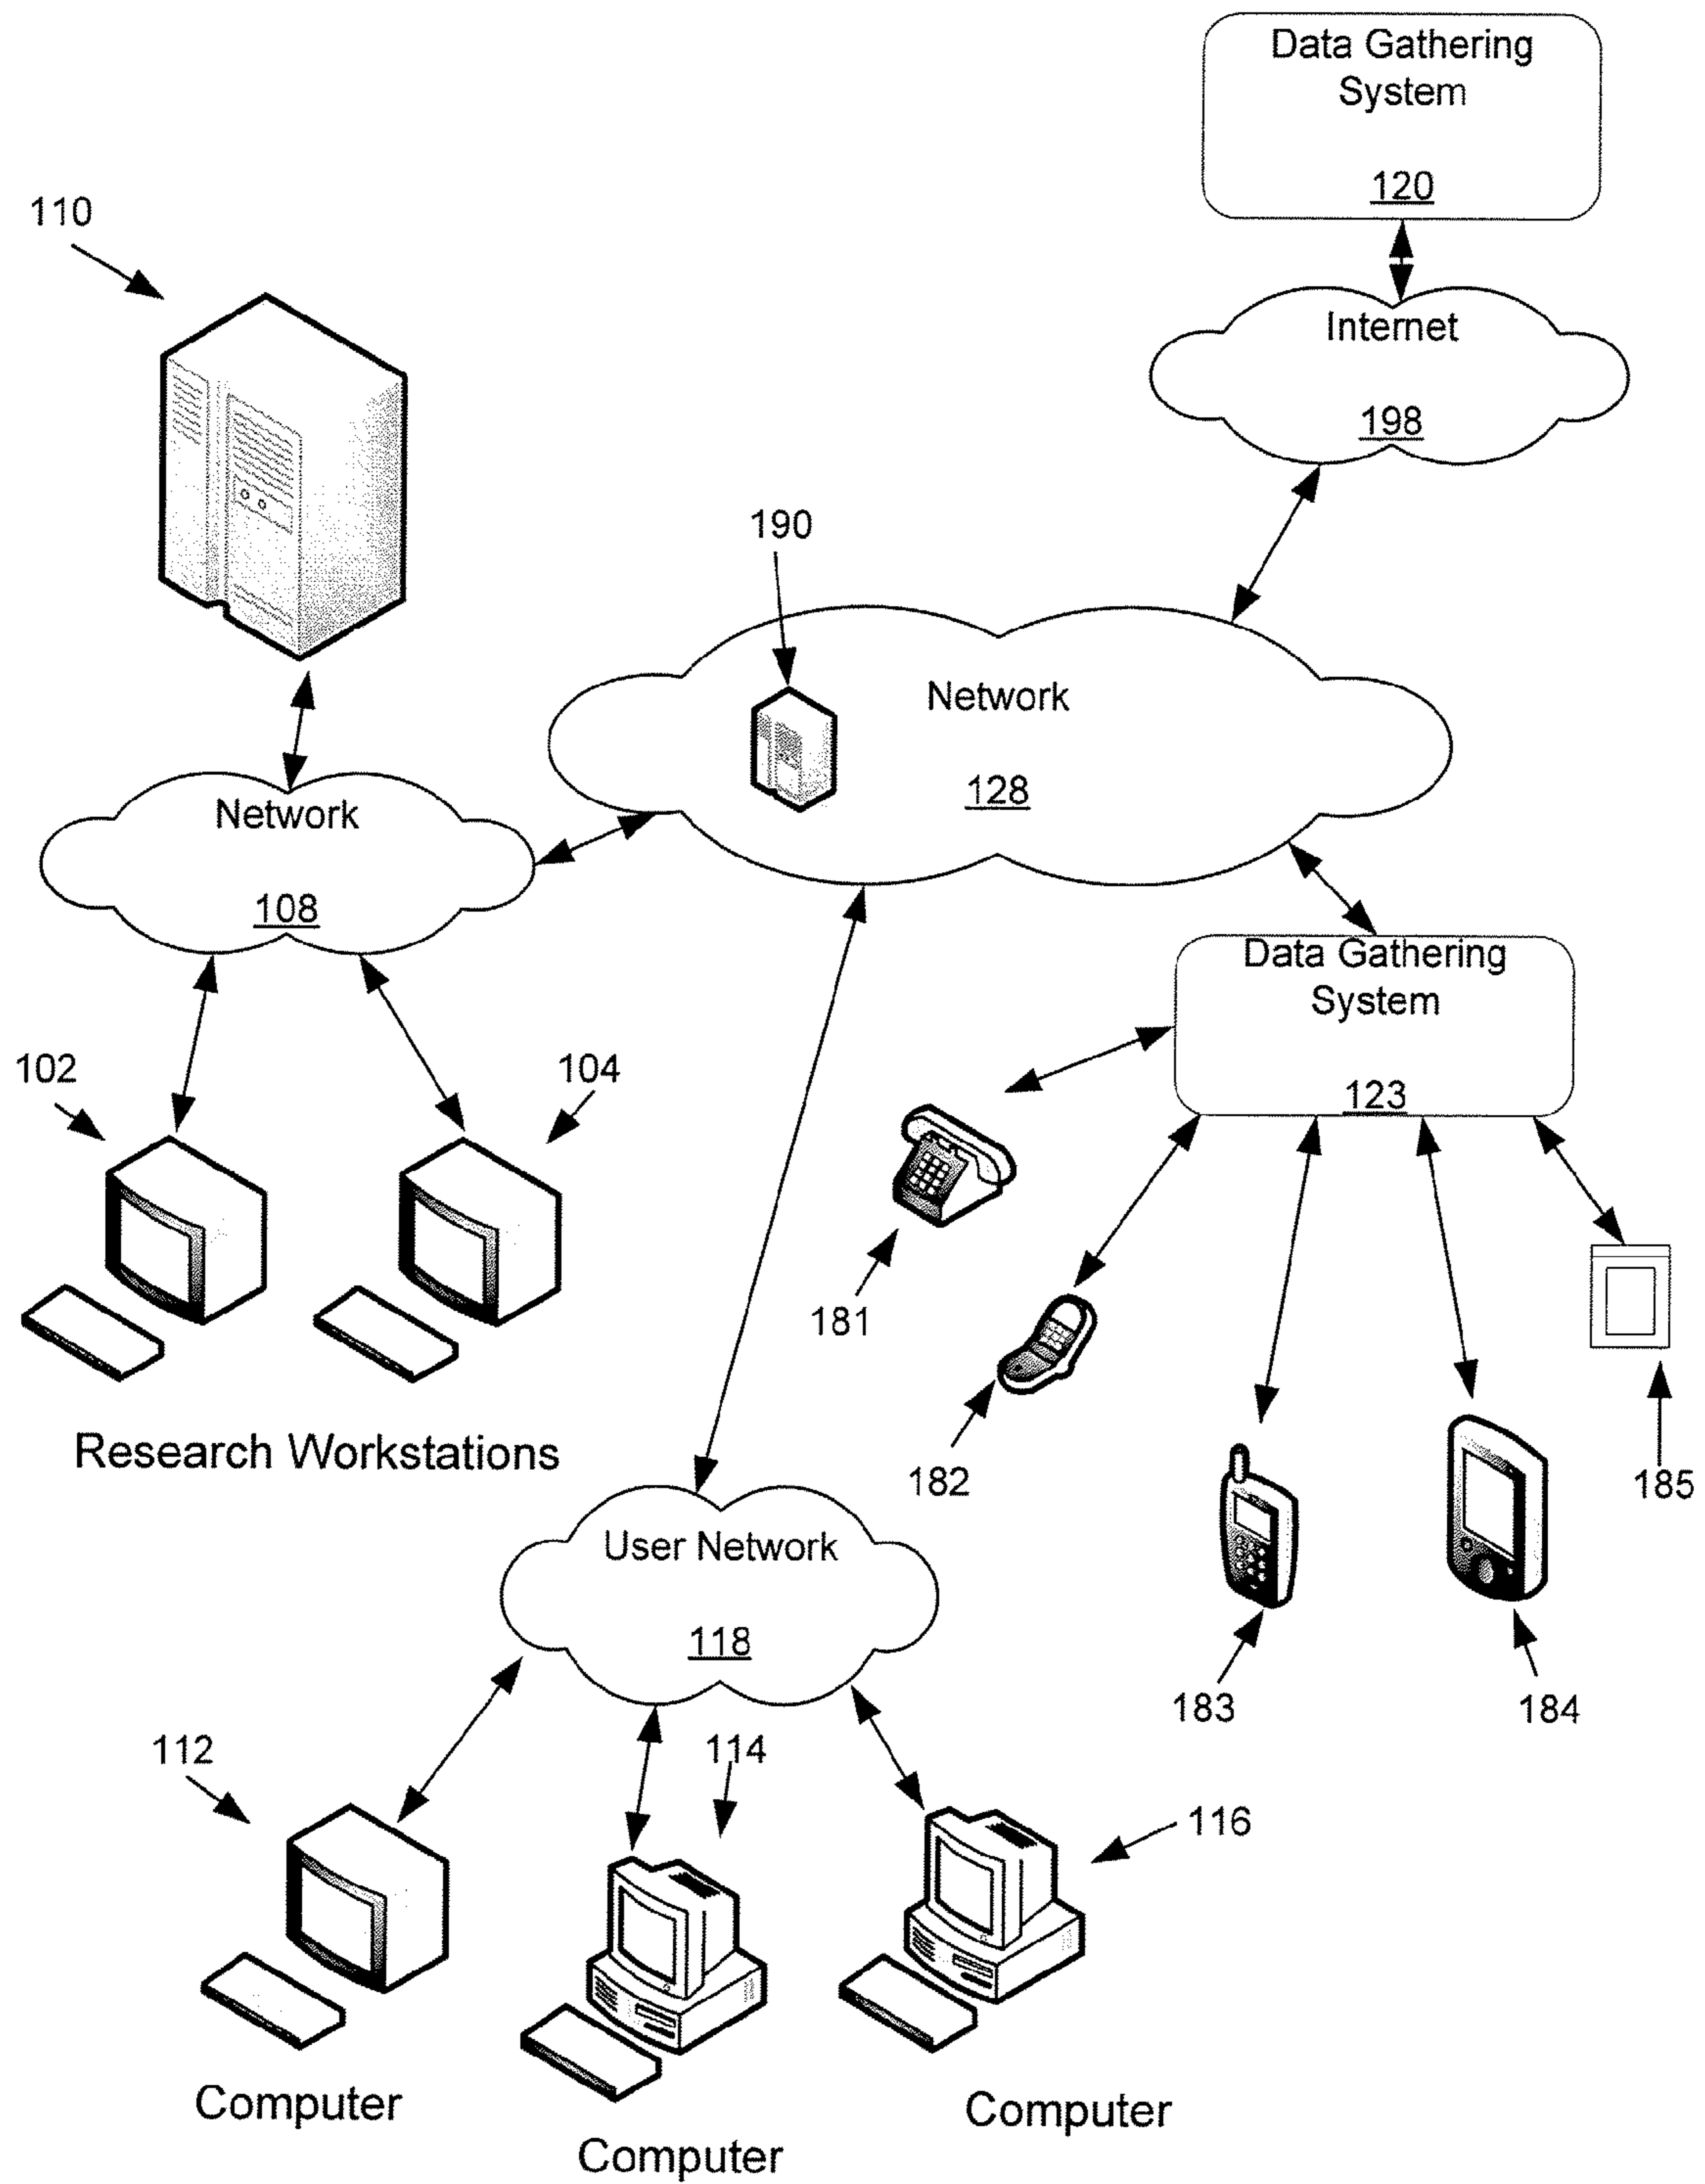 Data Gathering
System
120
110
Internet
198
190
Network
128
Network
108
Data Gathering
System
123
102
104
181
182
185
Research Workstations
User Network
118
183
184
112
114
116
Computer
Computer
Computer